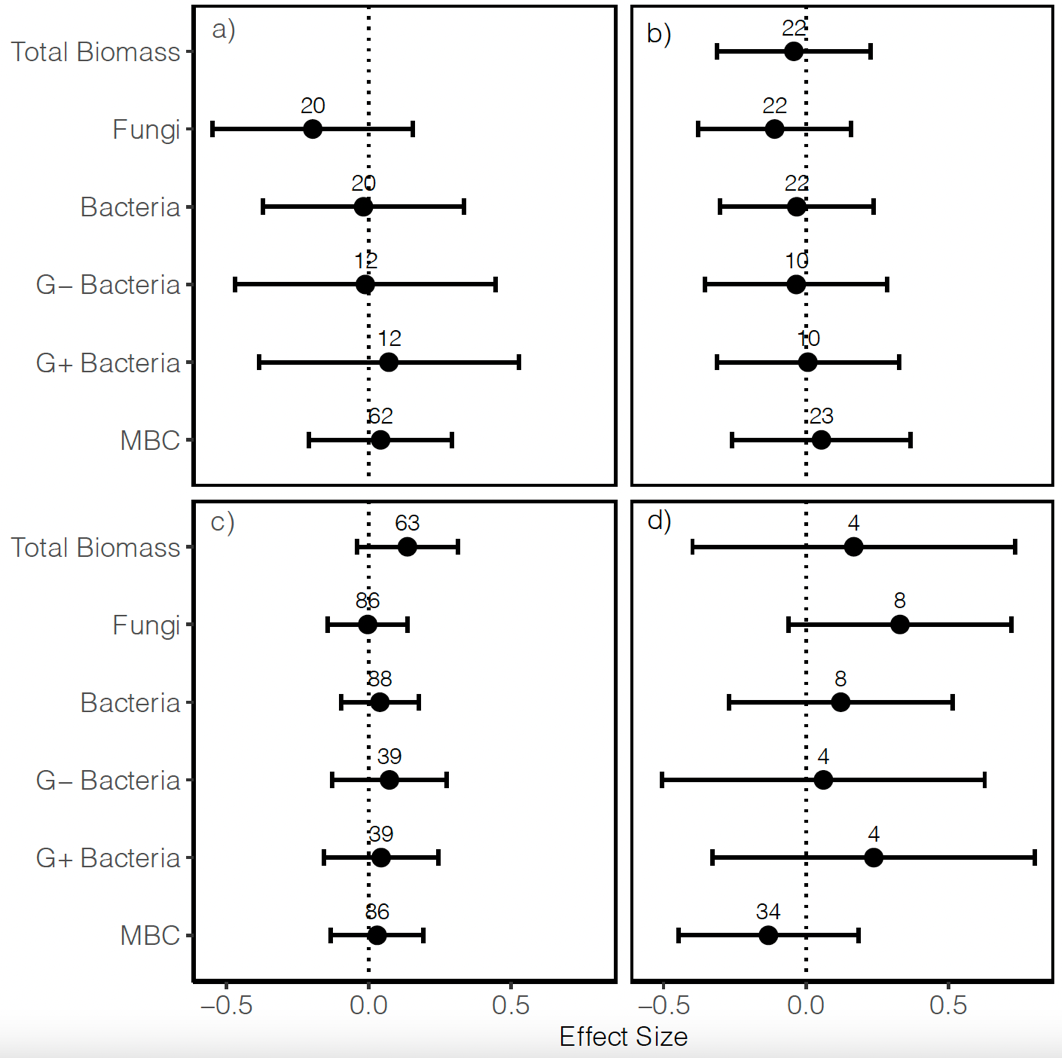 a)
b)
Total Biomass
22
Fungi
20
22
Bacteria
20
22
G− Bacteria
12
10
G+ Bacteria
12
10
MBC
62
23
c)
d)
Total Biomass
63
4
Fungi
86
8
Bacteria
88
8
G− Bacteria
39
4
G+ Bacteria
39
4
MBC
86
34
−0.5 0.0 0.5
−0.5 0.0 0.5
Effect Size